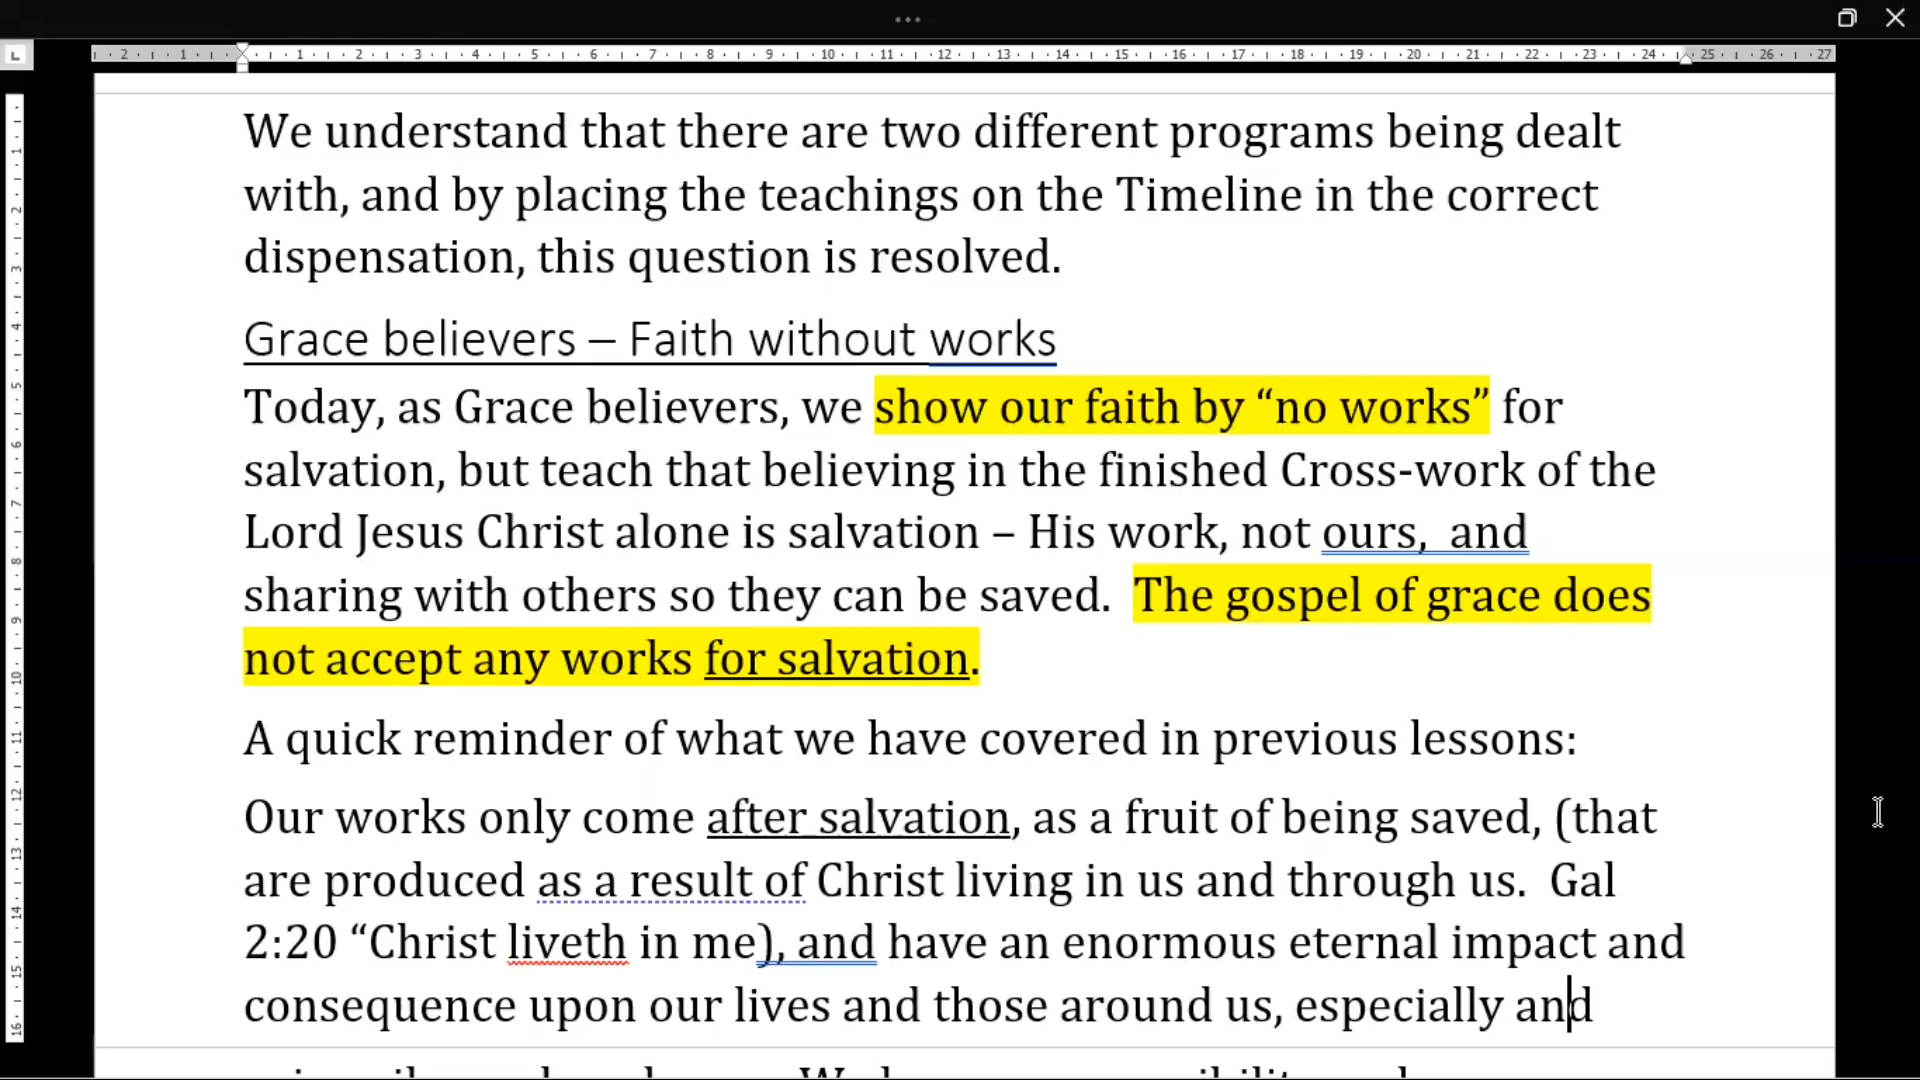 We understand that there are two different programs being dealt
with, and by placing the teachings on the Timeline in the correct
dispensation, this question is resolved.
Grace believers – Faith without works
Today, as Grace believers, we show our faith by “no works” for
salvation, but teach that believing in the finished Cross-work of the
Lord Jesus Christ alone is salvation – His work, not ours,  and
sharing with others so they can be saved.  The gospel of grace does
not accept any works for salvation.
A quick reminder of what we have covered in previous lessons:
Our works only come after salvation, as a fruit of being saved, (that
are produced as a result of Christ living in us and through us.  Gal
2:20 “Christ liveth in me), and have an enormous eternal impact and
consequence upon our lives and those around us, especially and